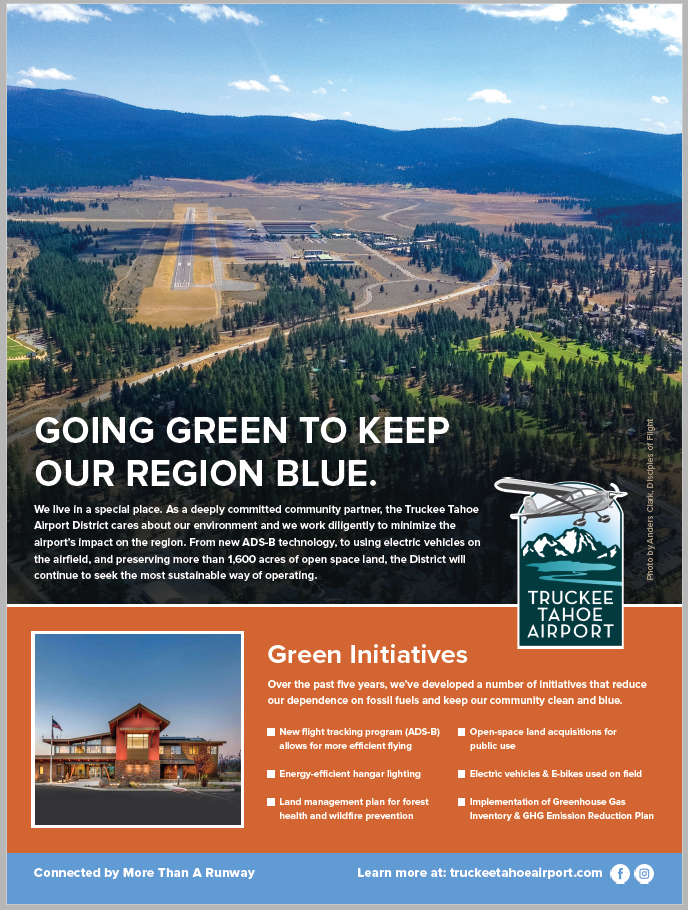 GOING GREEN TO KEEP
OUR REGION BLUE.
We live in a special place. As a deeply committed community partner, the Truckee Tahoe
Airport District cares about our environment and we work diligently to minimize the
airport's impact on the region. From new ADS-B technology, to using electric vehicles on
the airfield, and preserving more than 1,600 acres of open space land, the District will
continue to seek the most sustainable way of operating.
Photo by Anders Clark, Disciples of Flight
TRUCKEE
TAHOE
AIRPORT
Green Initiatives
Over the past five years, we've developed a number of initiatives that reduce
our dependence on fossil fuels and keep our community clean and blue.
New flight tracking program (ADS-B)
allows for more efficient flying
Energy-efficient hangar lighting
Land management plan for forest
health and wildfire prevention
Open-space land acquisitions for
public use
Electric vehicles & E-bikes used on field
Implementation of Greenhouse Gas
Inventory & GHG Emission Reduction Plan
Connected by More Than A Runway
Learn more at: truckeetahoeairport.com